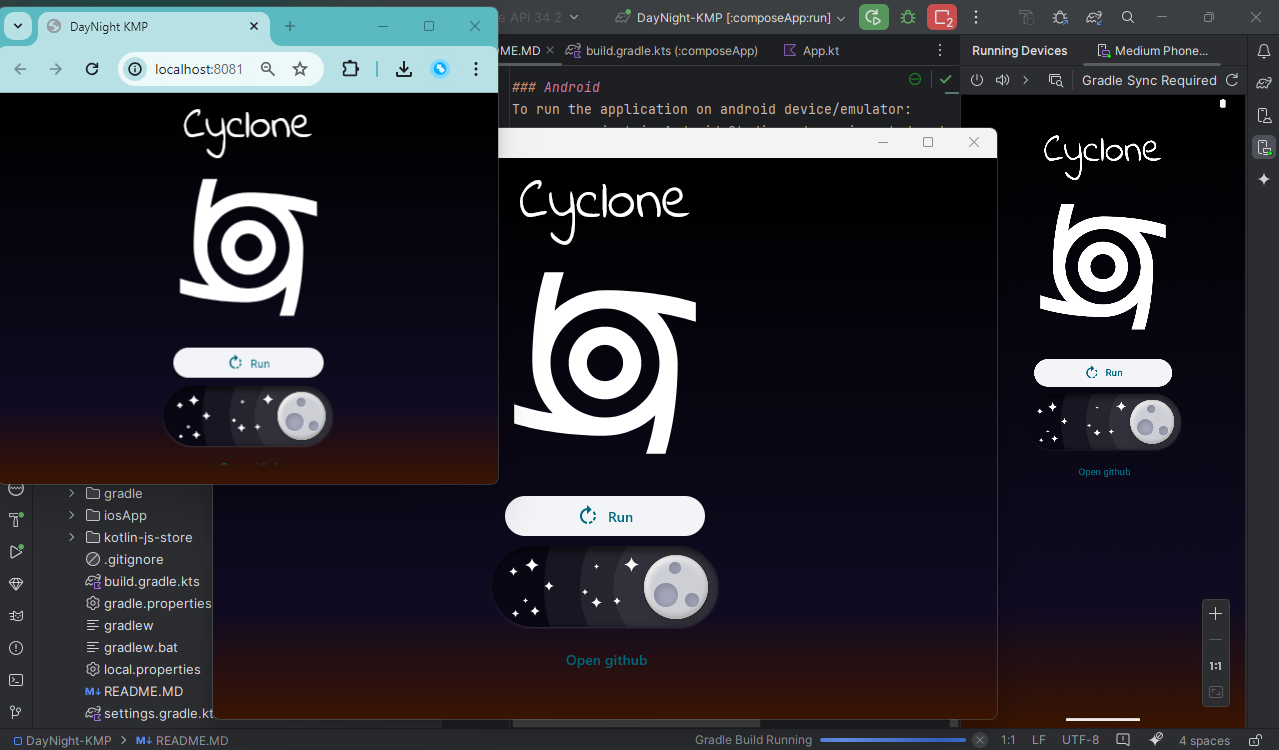 DayNight KMP
localhost:8081
Cyclone
Run
e API 34 2
DayNight-KMP [:composeApp:run]
2
ME.MD
build.gradle.kts (:composeApp)
App.kt
Running Devices
Medium Phone...
Gradle Sync Required
### Android
To run the application on android device/emulator:
Cyclone
Run
Open github
Cyclone
Run
Open github
1:1
gradle
iosApp
kotlin-js-store
.gitignore
build.gradle.kts
gradle.properties
gradlew
gradlew.bat
local.properties
M↓ README.MD
settings.gradle.kt
DayNight-KMP
M↓ README.MD
Gradle Build Running
1:1
LF
UTF-8
4 spaces